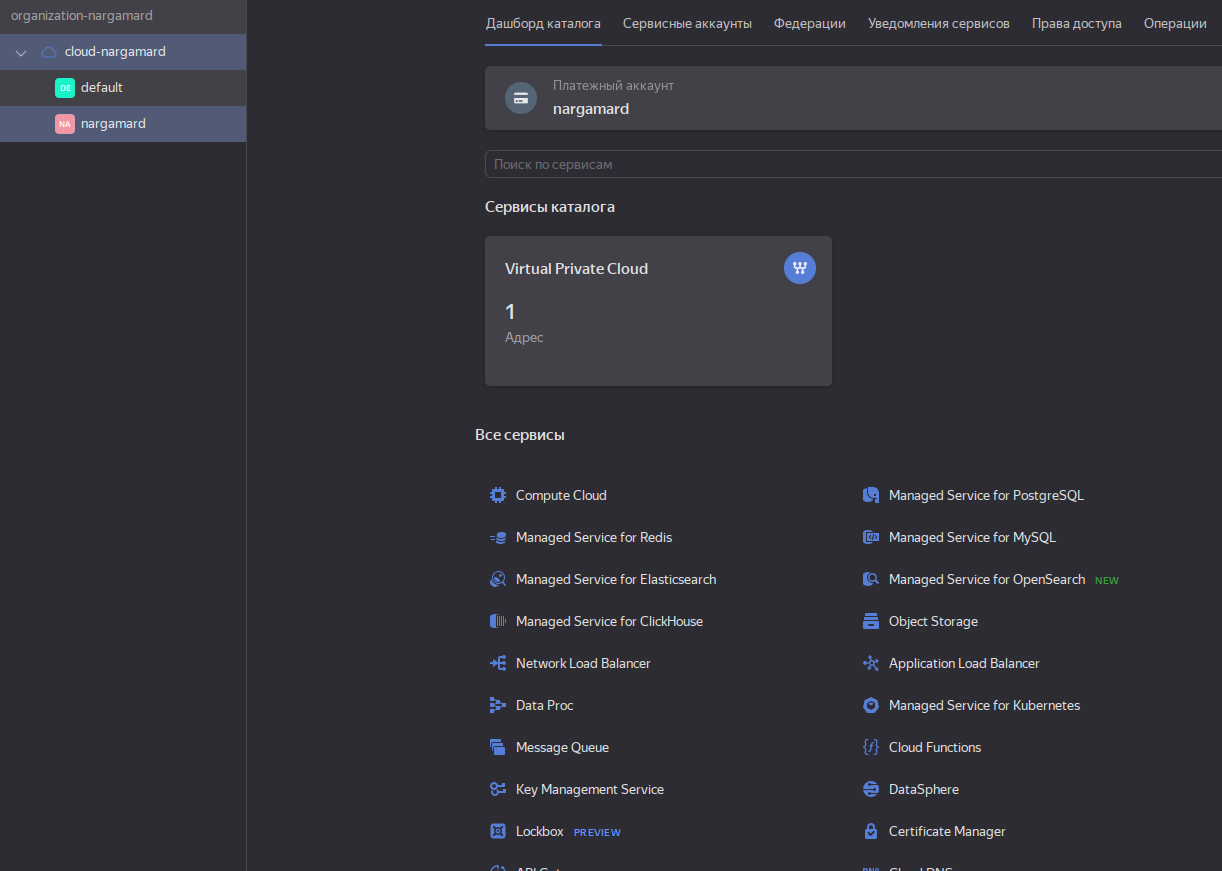 organization-nargamard
cloud-nargamard
DE default
NA nargamard
Дашборд каталога Сервисные аккаунты Федерации Уведомления сервисов Права доступа Операции
Платежный аккаунт
nargamard
Поиск по сервисам
Сервисы каталога
Virtual Private Cloud
1
Адрес
Все сервисы
Compute Cloud Managed Service for PostgreSQL
Managed Service for Redis Managed Service for MySQL
Managed Service for Elasticsearch Managed Service for OpenSearch NEW
Managed Service for ClickHouse Object Storage
Network Load Balancer Application Load Balancer
Data Proc Managed Service for Kubernetes
Message Queue Cloud Functions
Key Management Service DataSphere
Lockbox PREVIEW Certificate Manager
Cloud DNS